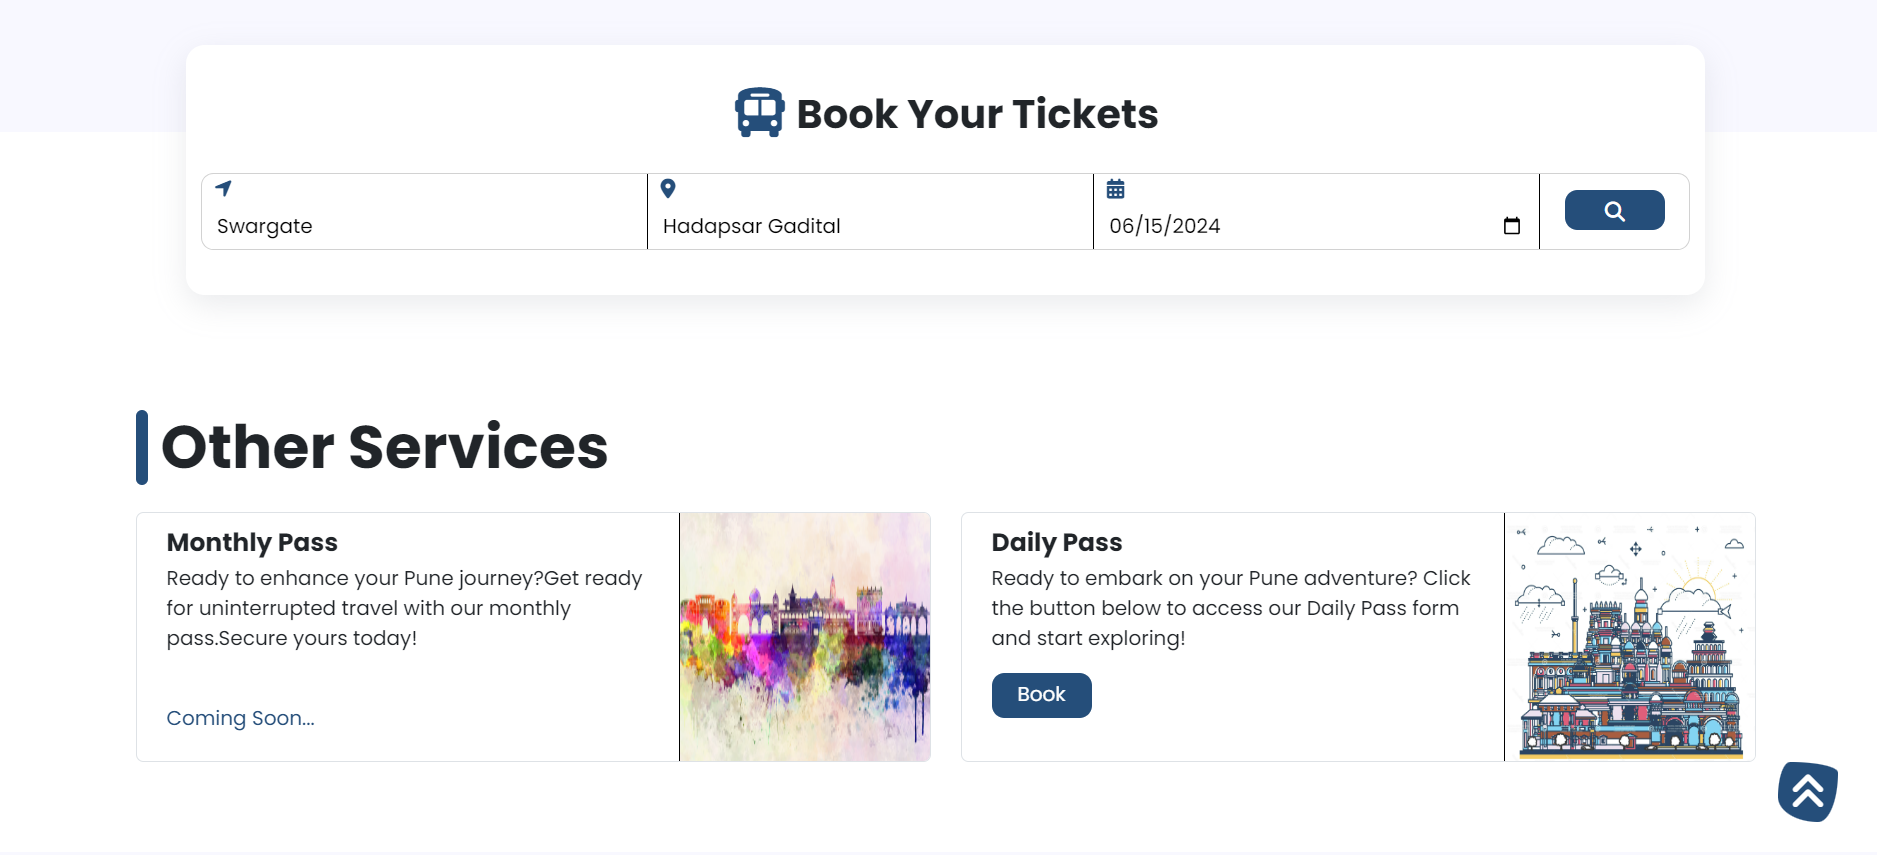 Book Your Tickets
Swargate
Hadapsar Gadital
06/15/2024
Other Services
Monthly Pass
Ready to enhance your Pune journey?Get ready
for uninterrupted travel with our monthly
pass.Secure yours today!
Coming Soon...
Daily Pass
Ready to embark on your Pune adventure? Click
the button below to access our Daily Pass form
and start exploring!
Book